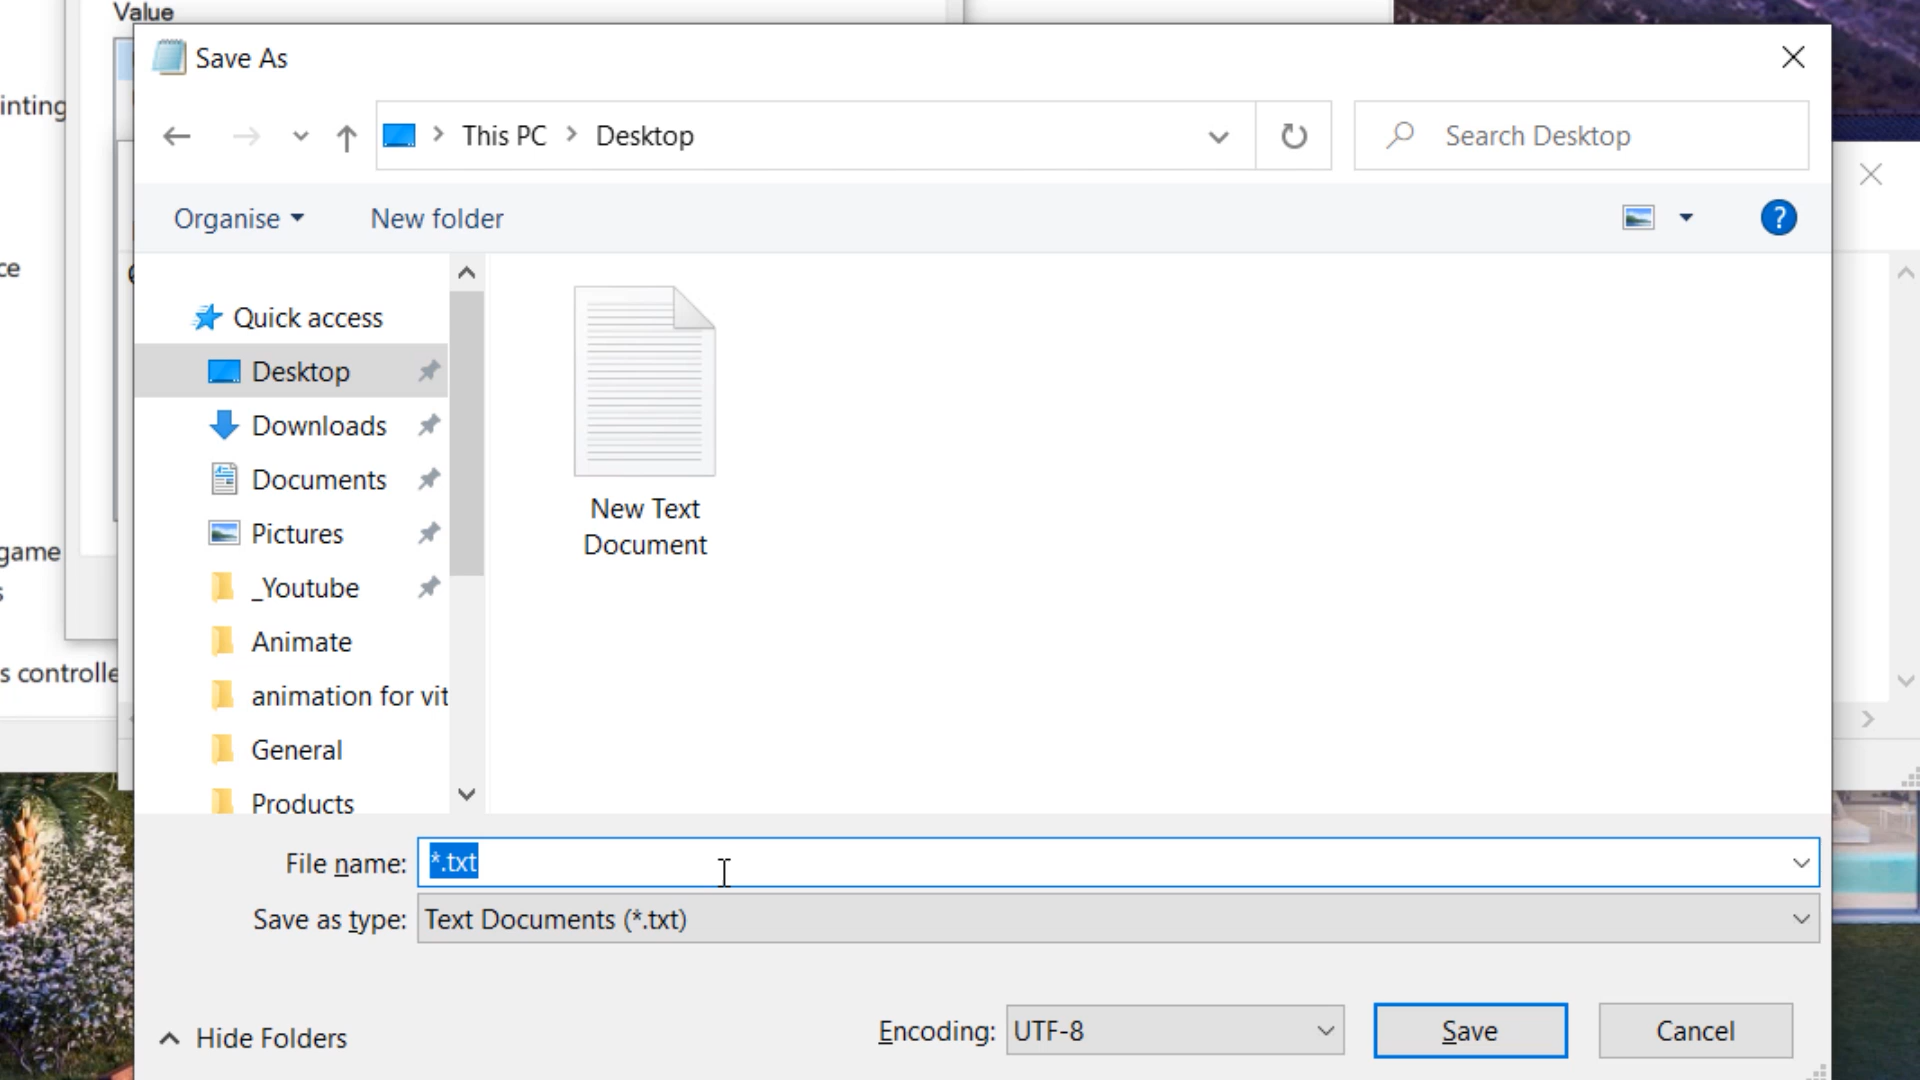 Value
Save As
This PC
Desktop
Search Desktop
Organise
New folder
?
Quick access
Desktop
Downloads
Documents
Pictures
_Youtube
Animate
animation for vit
General
Products
New Text
Document
inting
ce
game
s
s controlle
File name:
*.txt
Save as type:
Text Documents (*.txt)
Hide Folders
Encoding:
UTF-8
Save
Cancel